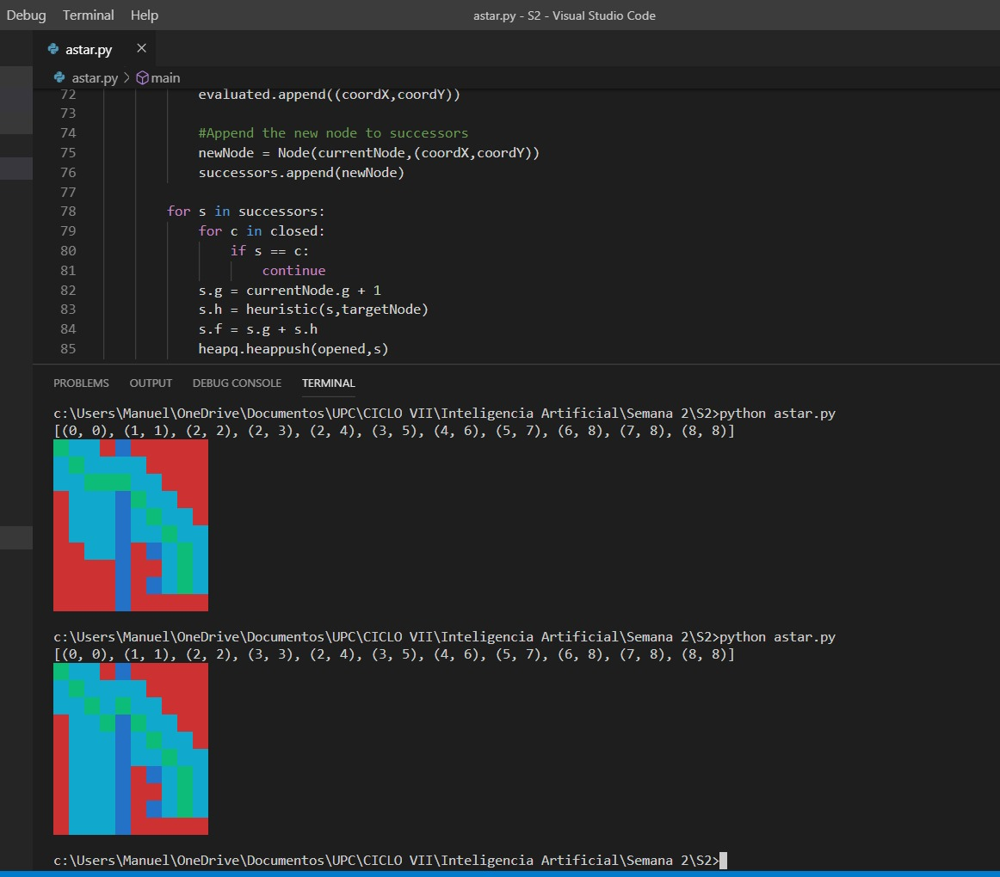 Debug Terminal Help astar.py - S2 - Visual Studio Code
astar.py
astar.py > main
72 evaluated.append((coordX,coordY))
73
74 #Append the new node to successors
75 newNode = Node(currentNode,(coordX,coordY))
76 successors.append(newNode)
77
78 for s in successors:
79 for c in closed:
80 if s == c:
81 continue
82 s.g = currentNode.g + 1
83 s.h = heuristic(s,targetNode)
84 s.f = s.g + s.h
85 heapq.heappush(opened,s)
PROBLEMS OUTPUT DEBUG CONSOLE TERMINAL
c:\Users\Manuel\OneDrive\Documentos\UPC\CICLO VII\Inteligencia Artificial\Semana 2\S2>python astar.py
[(0, 0), (1, 1), (2, 2), (2, 3), (2, 4), (3, 5), (4, 6), (5, 7), (6, 8), (7, 8), (8, 8)]
c:\Users\Manuel\OneDrive\Documentos\UPC\CICLO VII\Inteligencia Artificial\Semana 2\S2>python astar.py
[(0, 0), (1, 1), (2, 2), (3, 3), (2, 4), (3, 5), (4, 6), (5, 7), (6, 8), (7, 8), (8, 8)]
c:\Users\Manuel\OneDrive\Documentos\UPC\CICLO VII\Inteligencia Artificial\Semana 2\S2>